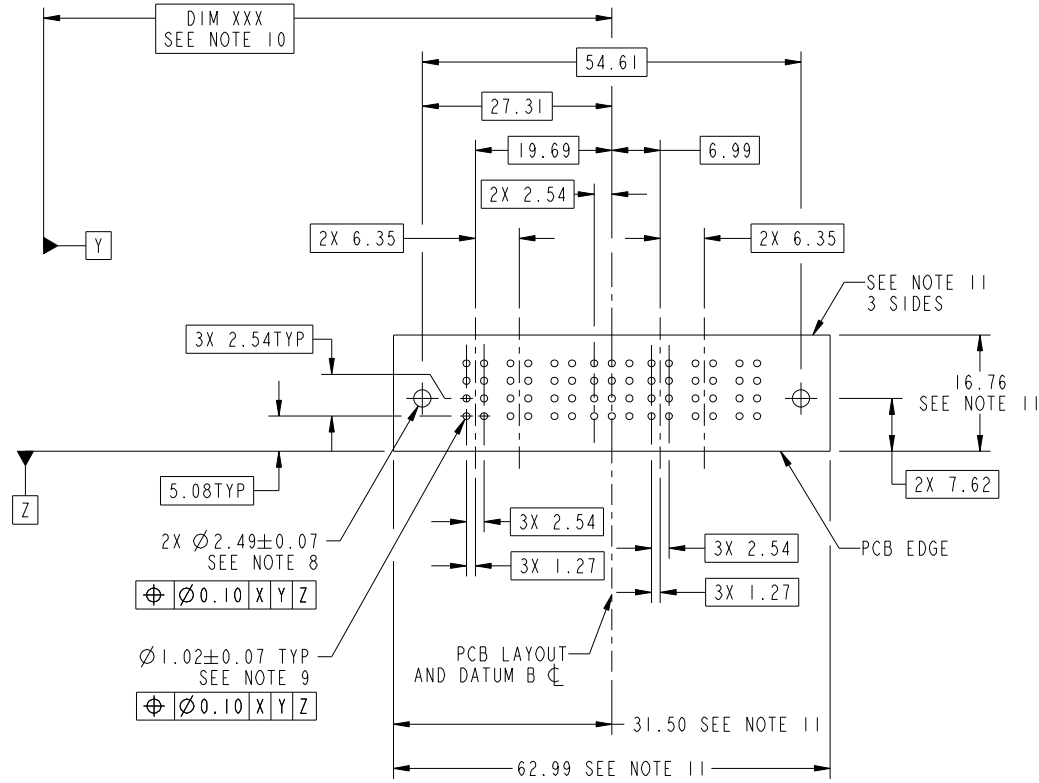 DIM XXX
SEE NOTE 10
54.61
27.31
19.69
6.99
2X 2.54
2X 6.35
2X 6.35
Y
SEE NOTE 11
3 SIDES
3X 2.54TYP
16.76
SEE NOTE 11
5.08TYP
2X 7.62
Z
3X 2.54
2X Ø2.49±0.07
SEE NOTE 8
3X 2.54
PCB EDGE
3X 1.27
⌖ Ø0.10 X Y Z
3X 1.27
Ø1.02±0.07 TYP
SEE NOTE 9
⌖ Ø0.10 X Y Z
PCB LAYOUT
AND DATUM B ℄
31.50 SEE NOTE 11
62.99 SEE NOTE 11